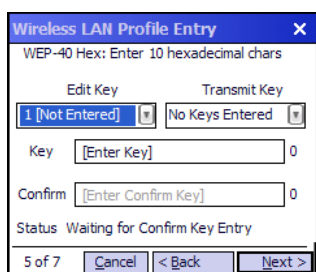 Wireless LAN Profile Entry X
WEP-40 Hex: Enter 10 hexadecimal chars
Edit Key Transmit Key
1 [Not Entered] No Keys Entered
Key [Enter Key] 0
Confirm [Enter Confirm Key] 0
Status Waiting for Confirm Key Entry
5 of 7 Cancel < Back Next >